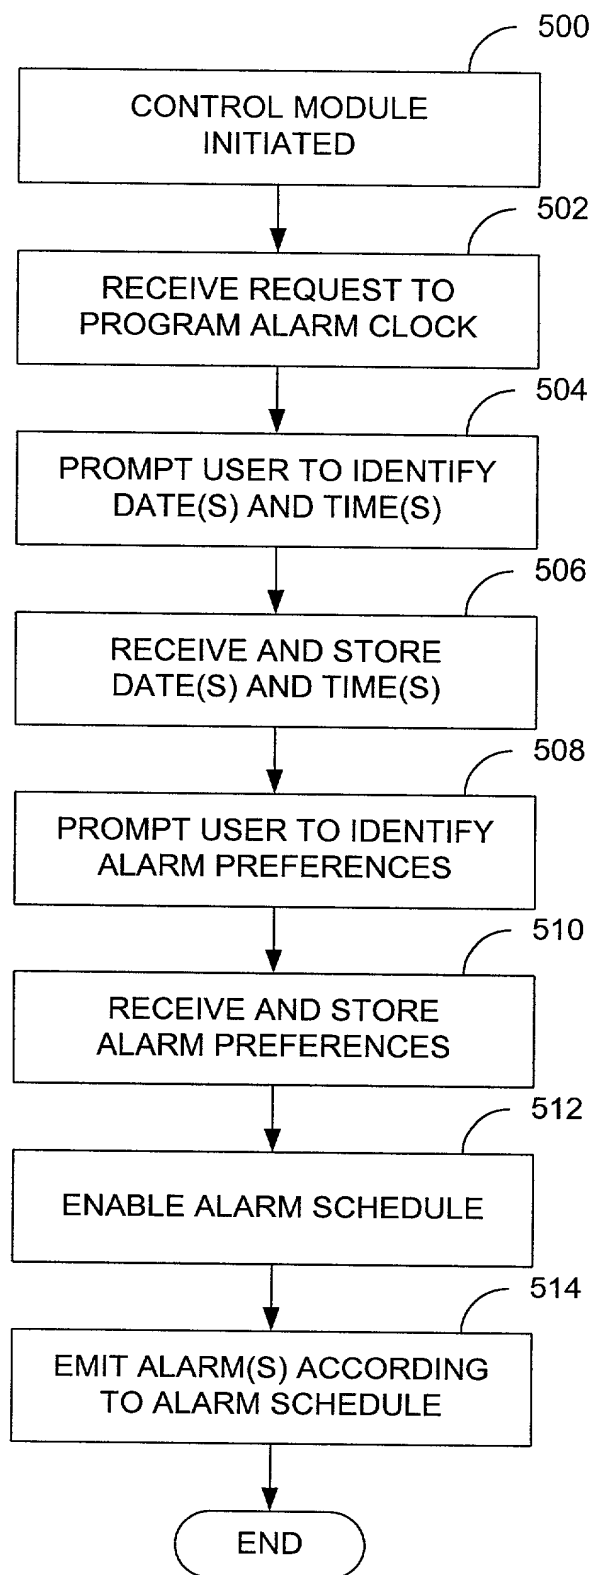 500
CONTROL MODULE
INITIATED
502
RECEIVE REQUEST TO
PROGRAM ALARM CLOCK
504
PROMPT USER TO IDENTIFY
DATE(S) AND TIME(S)
506
RECEIVE AND STORE
DATE(S) AND TIME(S)
508
PROMPT USER TO IDENTIFY
ALARM PREFERENCES
510
RECEIVE AND STORE
ALARM PREFERENCES
512
ENABLE ALARM SCHEDULE
514
EMIT ALARM(S) ACCORDING
TO ALARM SCHEDULE
END